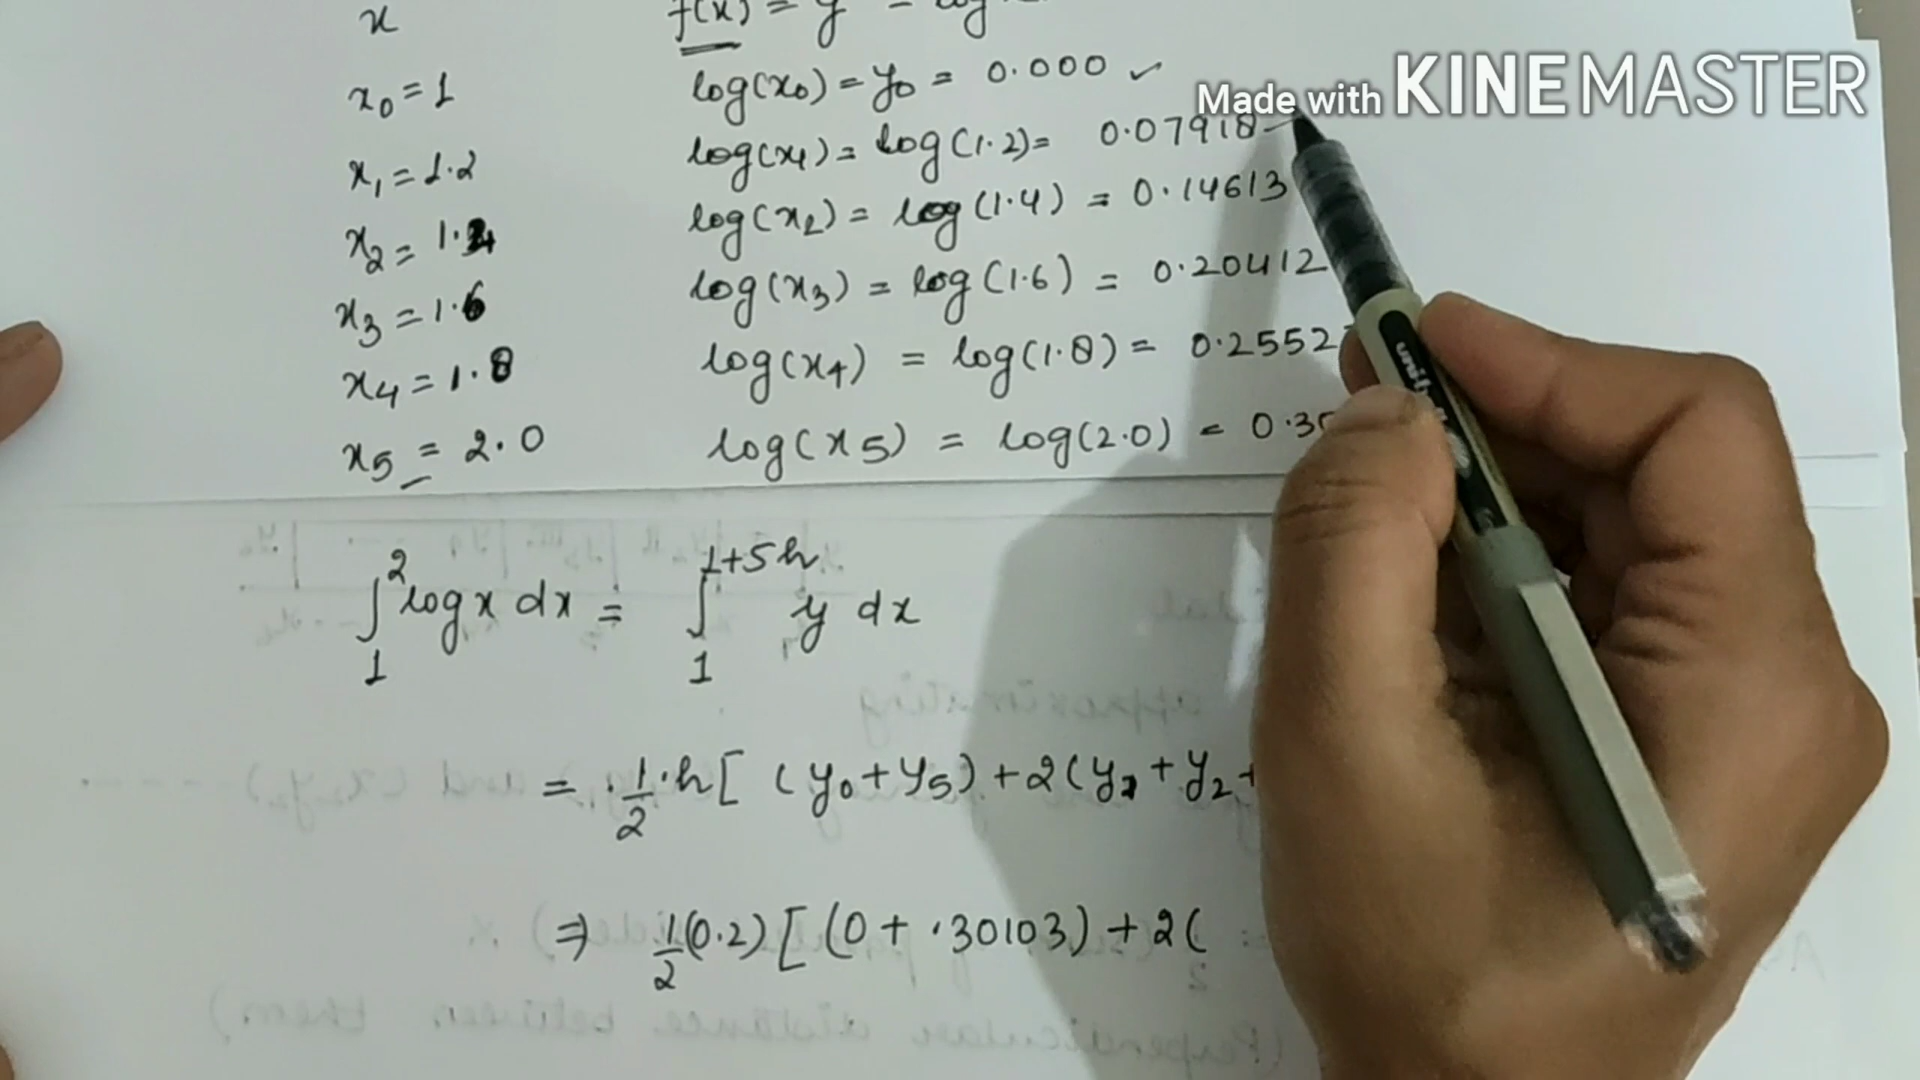 x f(x) = y = log
x₀ = 1 log(x₀) = y₀ = 0.000 ✓
Made with KINEMASTER
x₁ = 1.2 log(x₁) = log(1.2) = 0.07918
x₂ = 1.4 log(x₂) = log(1.4) = 0.14613
x₃ = 1.6 log(x₃) = log(1.6) = 0.20412
x₄ = 1.8 log(x₄) = log(1.8) = 0.2552
x₅ = 2.0 log(x₅) = log(2.0) = 0.30
∫₁² log x dx = ∫₁¹⁺⁵ʰ y dx
= 1/2 · h [ (y₀ + y₅) + 2(y₁ + y₂ +
⇒ 1/2 (0.2) [ (0 + .30103) + 2(